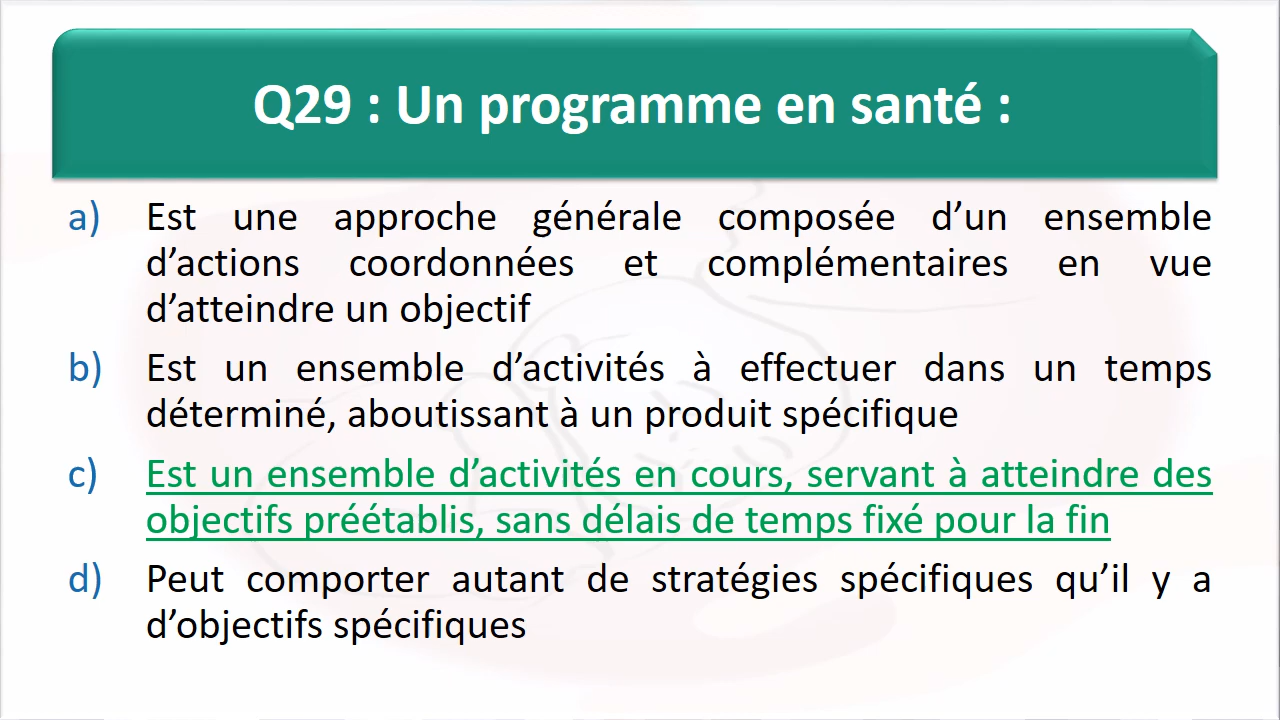 Q29 : Un programme en santé :
a) Est une approche générale composée d’un ensemble
d’actions coordonnées et complémentaires en vue
d’atteindre un objectif
b) Est un ensemble d’activités à effectuer dans un temps
déterminé, aboutissant à un produit spécifique
c) Est un ensemble d’activités en cours, servant à atteindre des
objectifs préétablis, sans délais de temps fixé pour la fin
d) Peut comporter autant de stratégies spécifiques qu’il y a
d’objectifs spécifiques